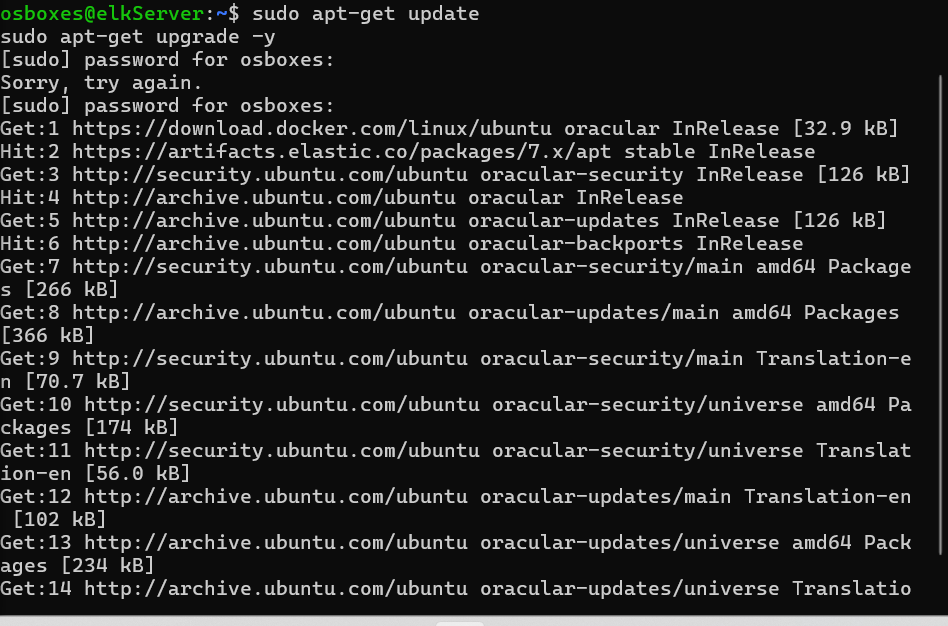 osboxes@elkServer:~$ sudo apt-get update
sudo apt-get upgrade -y
[sudo] password for osboxes:
Sorry, try again.
[sudo] password for osboxes:
Get:1 https://download.docker.com/linux/ubuntu oracular InRelease [32.9 kB]
Hit:2 https://artifacts.elastic.co/packages/7.x/apt stable InRelease
Get:3 http://security.ubuntu.com/ubuntu oracular-security InRelease [126 kB]
Hit:4 http://archive.ubuntu.com/ubuntu oracular InRelease
Get:5 http://archive.ubuntu.com/ubuntu oracular-updates InRelease [126 kB]
Hit:6 http://archive.ubuntu.com/ubuntu oracular-backports InRelease
Get:7 http://security.ubuntu.com/ubuntu oracular-security/main amd64 Package
s [266 kB]
Get:8 http://archive.ubuntu.com/ubuntu oracular-updates/main amd64 Packages
[366 kB]
Get:9 http://security.ubuntu.com/ubuntu oracular-security/main Translation-e
n [70.7 kB]
Get:10 http://security.ubuntu.com/ubuntu oracular-security/universe amd64 Pa
ckages [174 kB]
Get:11 http://security.ubuntu.com/ubuntu oracular-security/universe Translat
ion-en [56.0 kB]
Get:12 http://archive.ubuntu.com/ubuntu oracular-updates/main Translation-en
 [102 kB]
Get:13 http://archive.ubuntu.com/ubuntu oracular-updates/universe amd64 Pack
ages [234 kB]
Get:14 http://archive.ubuntu.com/ubuntu oracular-updates/universe Translatio